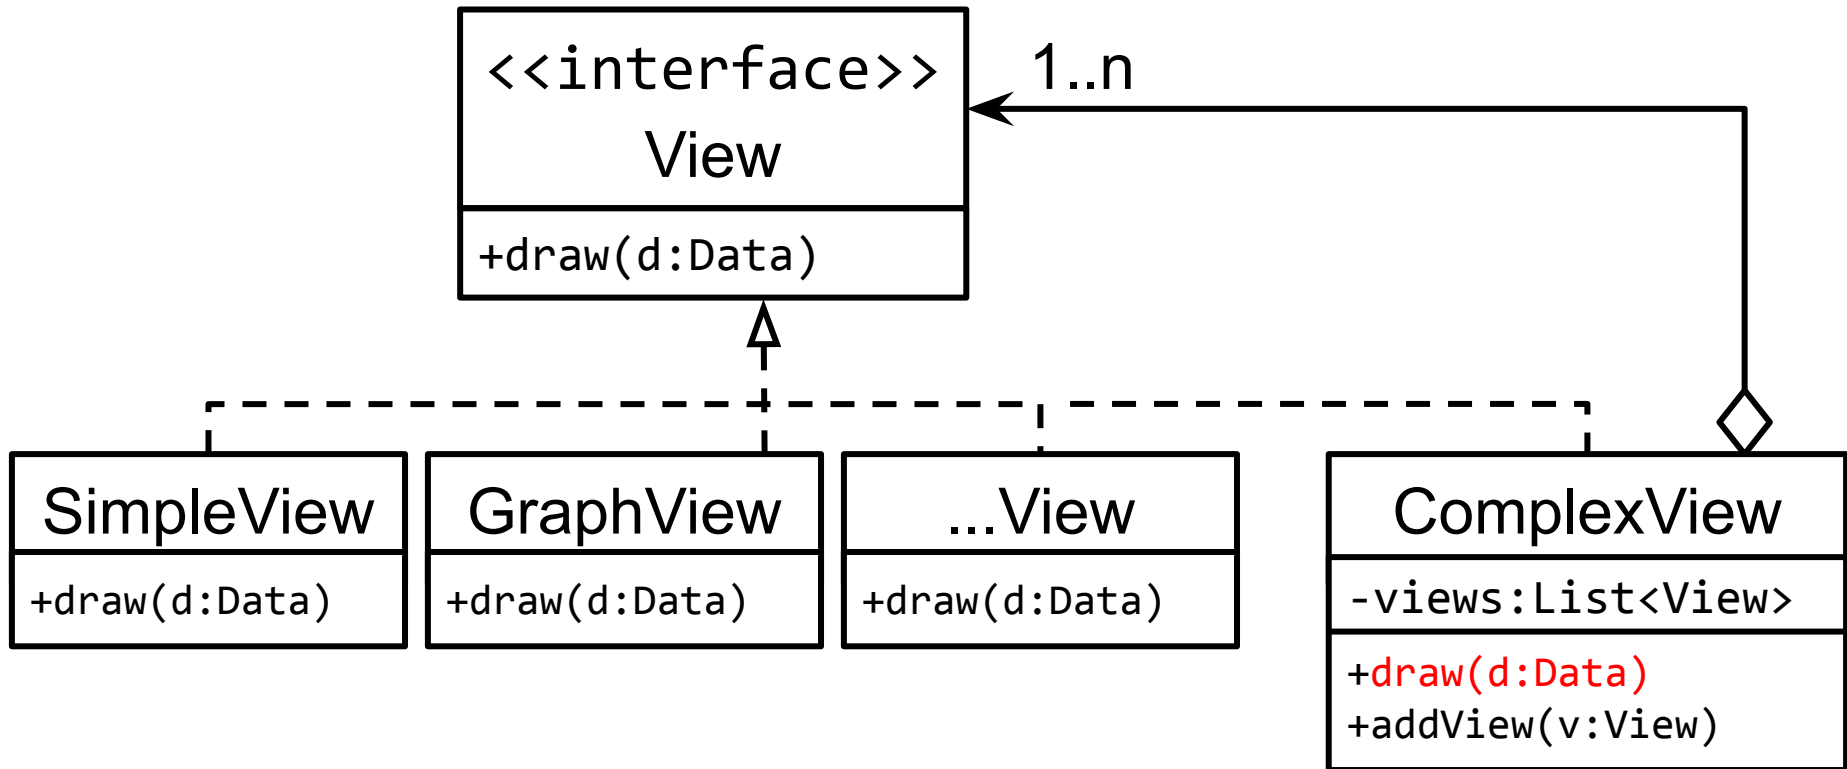 <<interface>>
View
1..n
+draw(d:Data)
SimpleView
+draw(d:Data)
GraphView
+draw(d:Data)
...View
+draw(d:Data)
ComplexView
-views:List<View>
+draw(d:Data)
+addView(v:View)